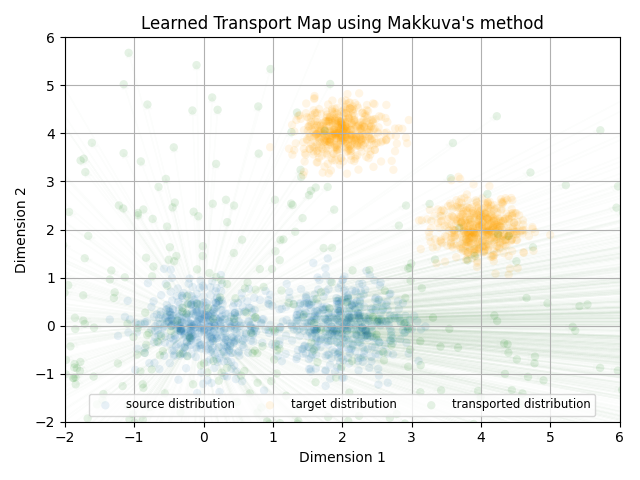 Learned Transport Map using Makkuva's method
Dimension 2
6
5
4
3
2
1
0
−1
−2
source distribution target distribution transported distribution
−2 −1 0 1 2 3 4 5 6
Dimension 1